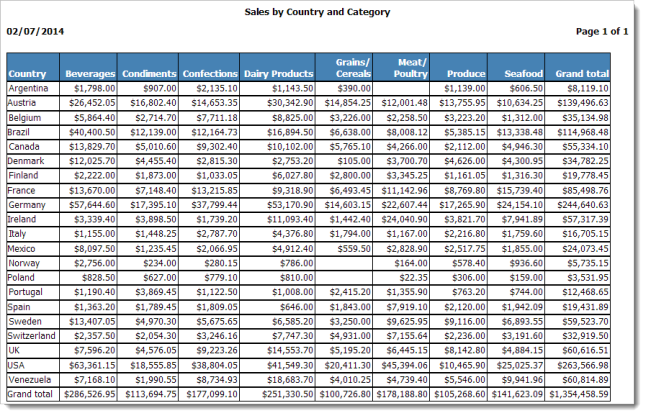 Sales by Country and Category
02/07/2014 Page 1 of 1
Country Beverages Condiments Confections Dairy Products Grains/ Cereals Meat/ Poultry Produce Seafood Grand total
Argentina $1,798.00 $907.00 $2,135.10 $1,143.50 $390.00 $1,139.00 $606.50 $8,119.10
Austria $26,452.05 $16,802.40 $14,653.35 $30,342.90 $14,854.25 $12,001.48 $13,755.95 $10,634.25 $139,496.63
Belgium $5,864.40 $2,714.70 $7,711.18 $8,825.00 $3,226.00 $2,258.50 $3,223.20 $1,312.00 $35,134.98
Brazil $40,400.50 $12,139.00 $12,164.73 $16,894.50 $6,638.00 $8,008.12 $5,385.15 $13,338.48 $114,968.48
Canada $13,829.70 $5,010.60 $9,302.40 $10,102.00 $5,765.10 $4,266.00 $2,112.00 $4,946.30 $55,334.10
Denmark $12,025.70 $4,455.40 $2,815.30 $2,753.20 $105.00 $3,700.70 $4,626.00 $4,300.95 $34,782.25
Finland $2,222.00 $1,873.00 $1,033.05 $6,027.80 $2,800.00 $3,345.25 $1,161.05 $1,316.30 $19,778.45
France $13,670.00 $7,148.40 $13,215.85 $9,318.90 $6,493.45 $11,142.96 $8,769.80 $15,739.40 $85,498.76
Germany $57,644.60 $17,395.10 $37,799.44 $53,170.90 $14,603.15 $22,607.44 $17,265.90 $24,154.10 $244,640.63
Ireland $3,339.40 $3,898.50 $1,739.20 $11,093.40 $1,442.40 $24,040.90 $3,821.70 $7,941.89 $57,317.39
Italy $1,155.00 $1,448.25 $2,787.70 $4,376.80 $1,794.00 $1,167.00 $2,216.80 $1,759.60 $16,705.15
Mexico $8,097.50 $1,235.45 $2,066.95 $4,912.40 $559.50 $2,828.90 $2,517.75 $1,855.00 $24,073.45
Norway $2,756.00 $234.00 $280.15 $786.00 $164.00 $578.40 $936.60 $5,735.15
Poland $828.50 $627.00 $779.10 $810.00 $22.35 $306.00 $159.00 $3,531.95
Portugal $1,190.40 $3,869.45 $1,122.50 $1,008.00 $2,415.20 $1,355.90 $763.20 $744.00 $12,468.65
Spain $1,363.20 $1,789.45 $1,809.05 $646.00 $1,843.00 $7,919.10 $2,120.00 $1,942.09 $19,431.89
Sweden $13,407.05 $4,970.30 $5,675.65 $6,585.20 $3,250.00 $9,625.95 $9,116.00 $6,893.55 $59,523.70
Switzerland $2,357.50 $2,054.30 $3,246.16 $7,747.30 $4,931.00 $7,155.64 $2,236.00 $3,191.60 $32,919.50
UK $7,596.20 $4,576.05 $9,223.26 $14,553.70 $5,195.20 $6,445.15 $8,142.80 $4,884.15 $60,616.51
USA $63,361.15 $18,555.85 $38,804.05 $41,549.30 $20,411.30 $45,394.06 $10,465.90 $25,025.37 $263,566.98
Venezuela $7,168.10 $1,990.55 $8,734.93 $18,683.70 $4,010.25 $4,739.40 $5,546.00 $9,941.96 $60,814.89
Grand total $286,526.95 $113,694.75 $177,099.10 $251,330.50 $100,726.80 $178,188.80 $105,268.60 $141,623.09 $1,354,458.59